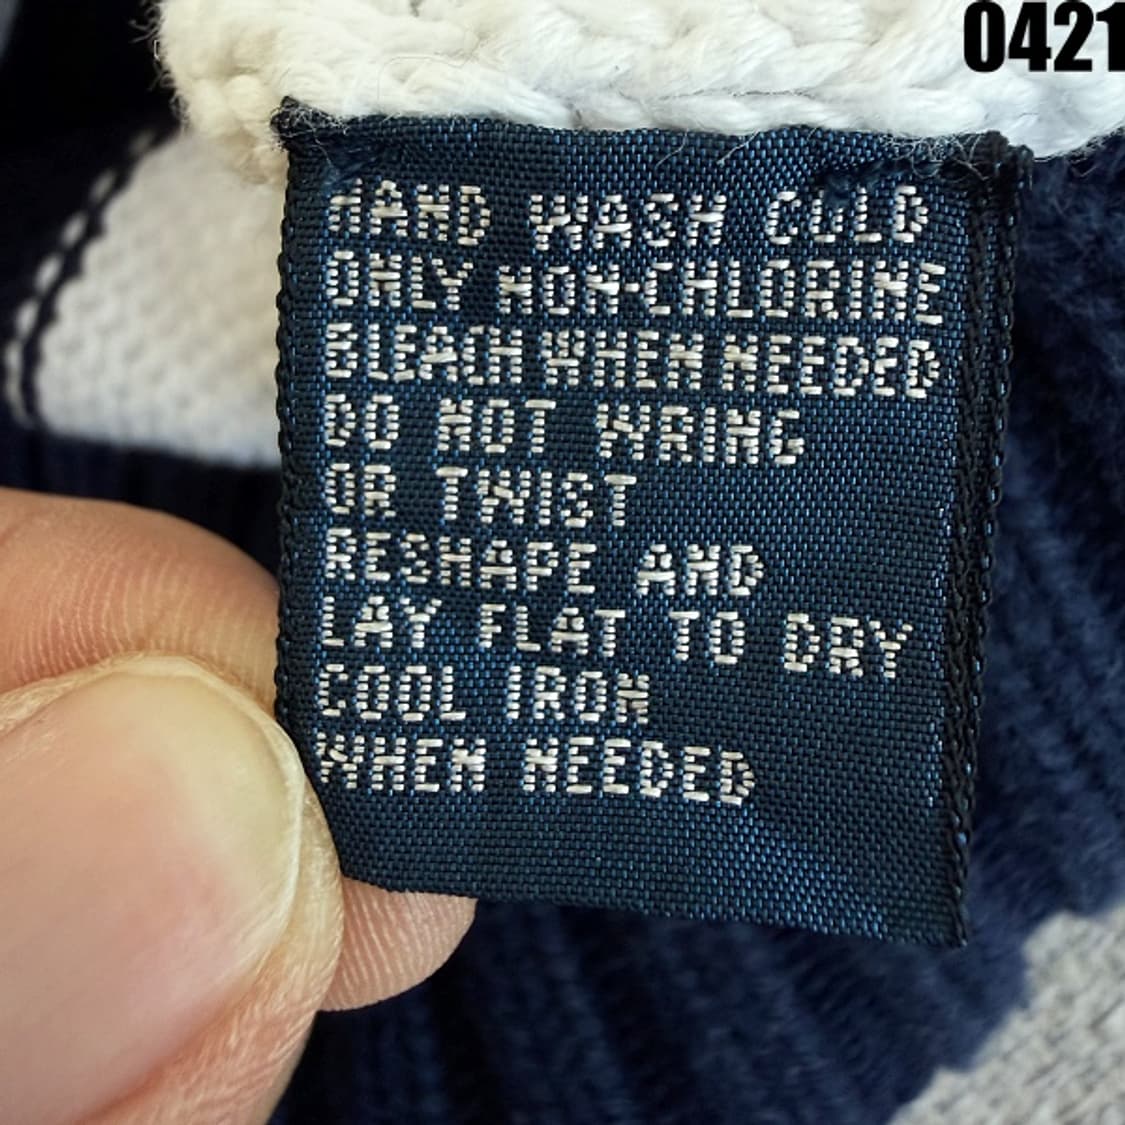 0421
HAND WASH COLD
ONLY NON-CHLORINE
BLEACH WHEN NEEDED
DO NOT WRING
OR TWIST
RESHAPE AND
LAY FLAT TO DRY
COOL IRON
WHEN NEEDED